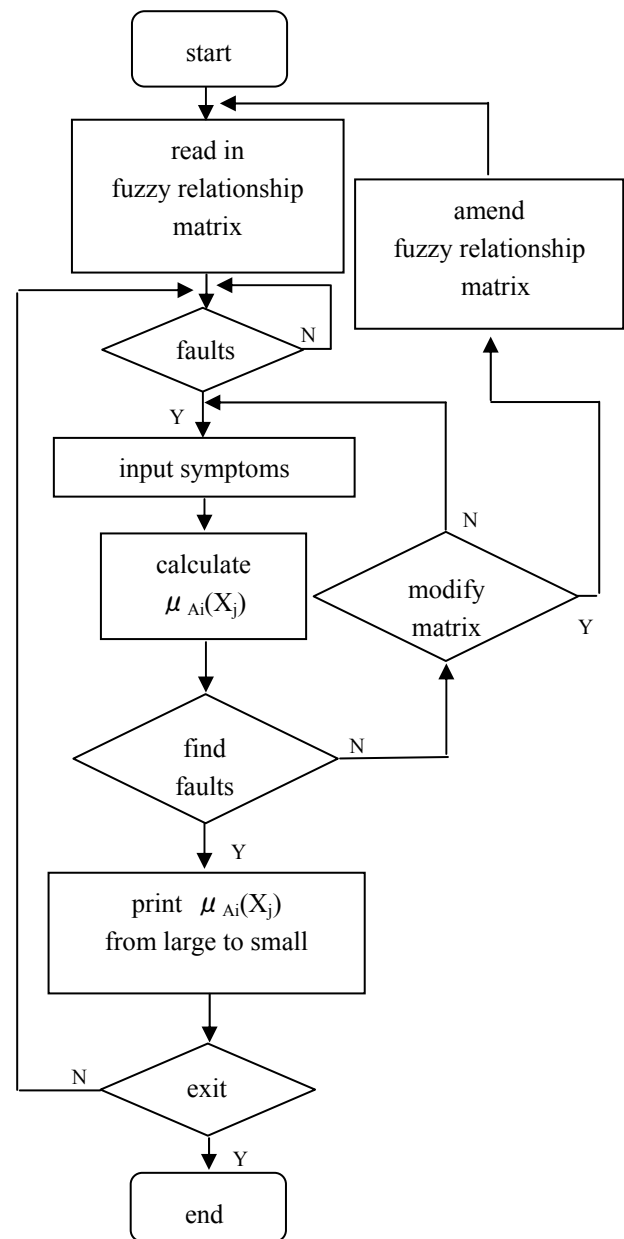 start
read in
fuzzy relationship
matrix
amend
fuzzy relationship
matrix
faults
N
Y
input symptoms
calculate
μ Ai(Xj)
N
modify
matrix
Y
find
faults
N
Y
print μ Ai(Xj)
from large to small
N
exit
Y
end